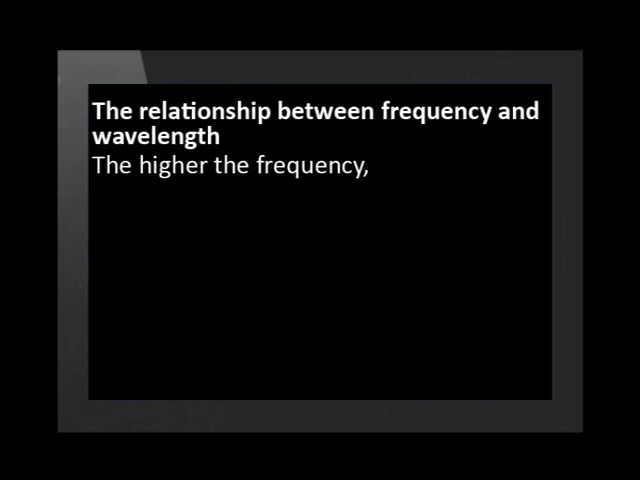 The relationship between frequency and
wavelength
The higher the frequency,